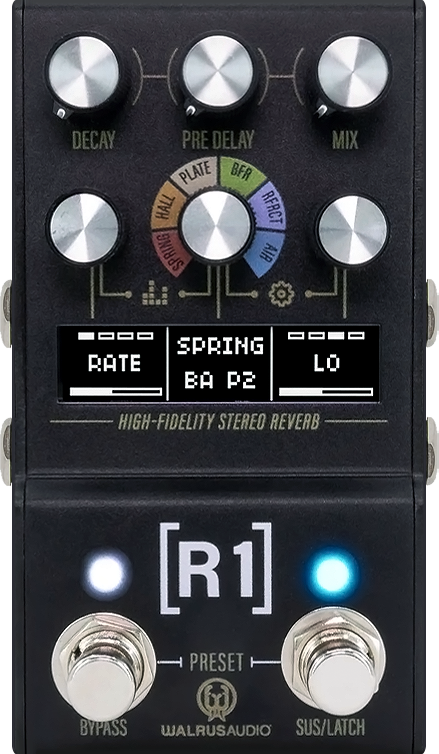 DECAY PRE DELAY MIX
SPRING HALL PLATE BFR RFRCT AIR
RATE SPRING LO
BA P2
HIGH-FIDELITY STEREO REVERB
[R1]
PRESET
BYPASS WALRUSAUDIO SUS/LATCH